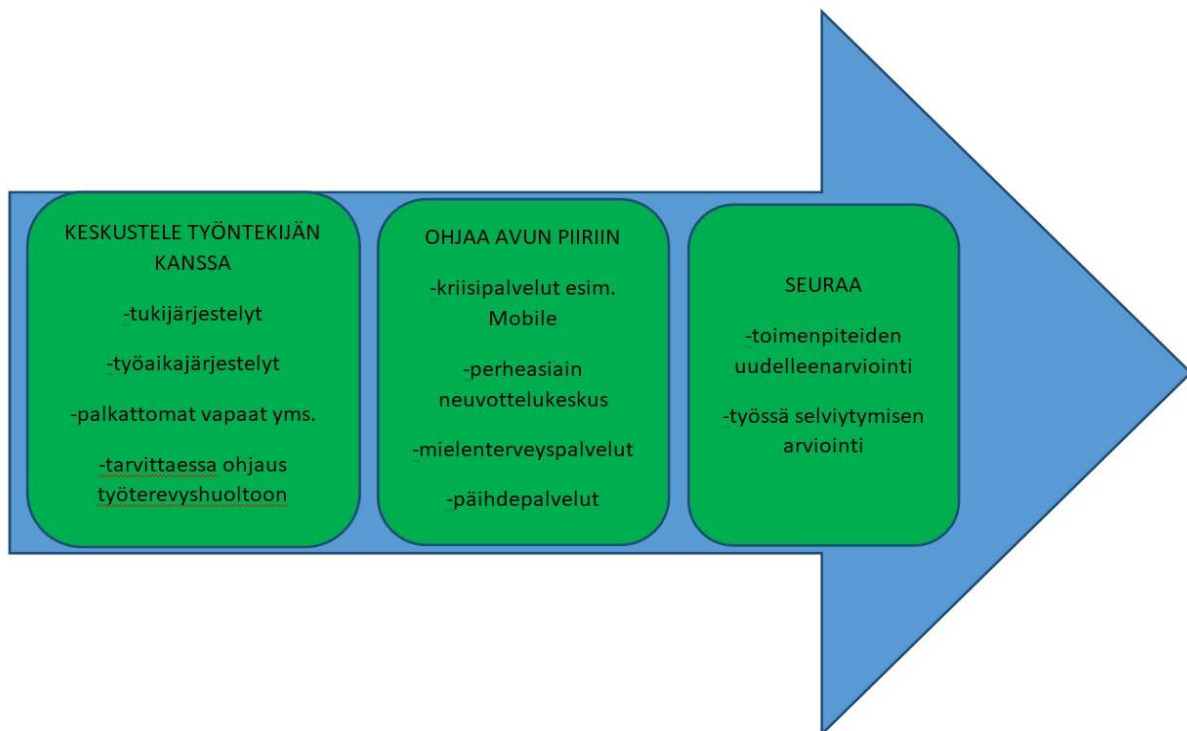 KESKUSTELE TYÖNTEKIJÄN
KANSSA
-tukijärjestelyt
-työaikajärjestelyt
-palkattomat vapaat yms.
-tarvittaessa ohjaus
työterevyshuoltoon
OHJAA AVUN PIIRIIN
-kriisipalvelut esim.
Mobile
-perheasiain
neuvottelukeskus
-mielenterveyspalvelut
-päihdepalvelut
SEURAA
-toimenpiteiden
uudelleenarviointi
-työssä selviytymisen
arviointi